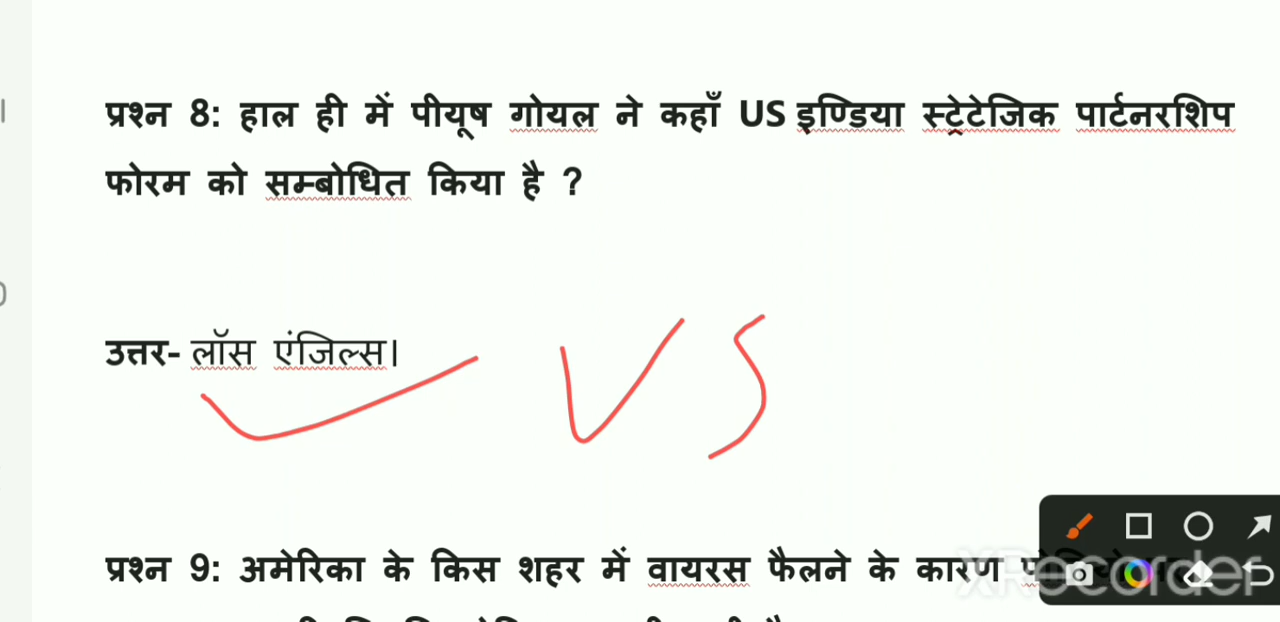 प्रश्न 8: हाल ही में पीयूष गोयल ने कहाँ US इण्डिया स्ट्रेटेजिक पार्टनरशिप
फोरम को सम्बोधित किया है ?
उत्तर- लॉस एंजिल्स।
US
प्रश्न 9: अमेरिका के किस शहर में वायरस फैलने के कारण
XRecorder